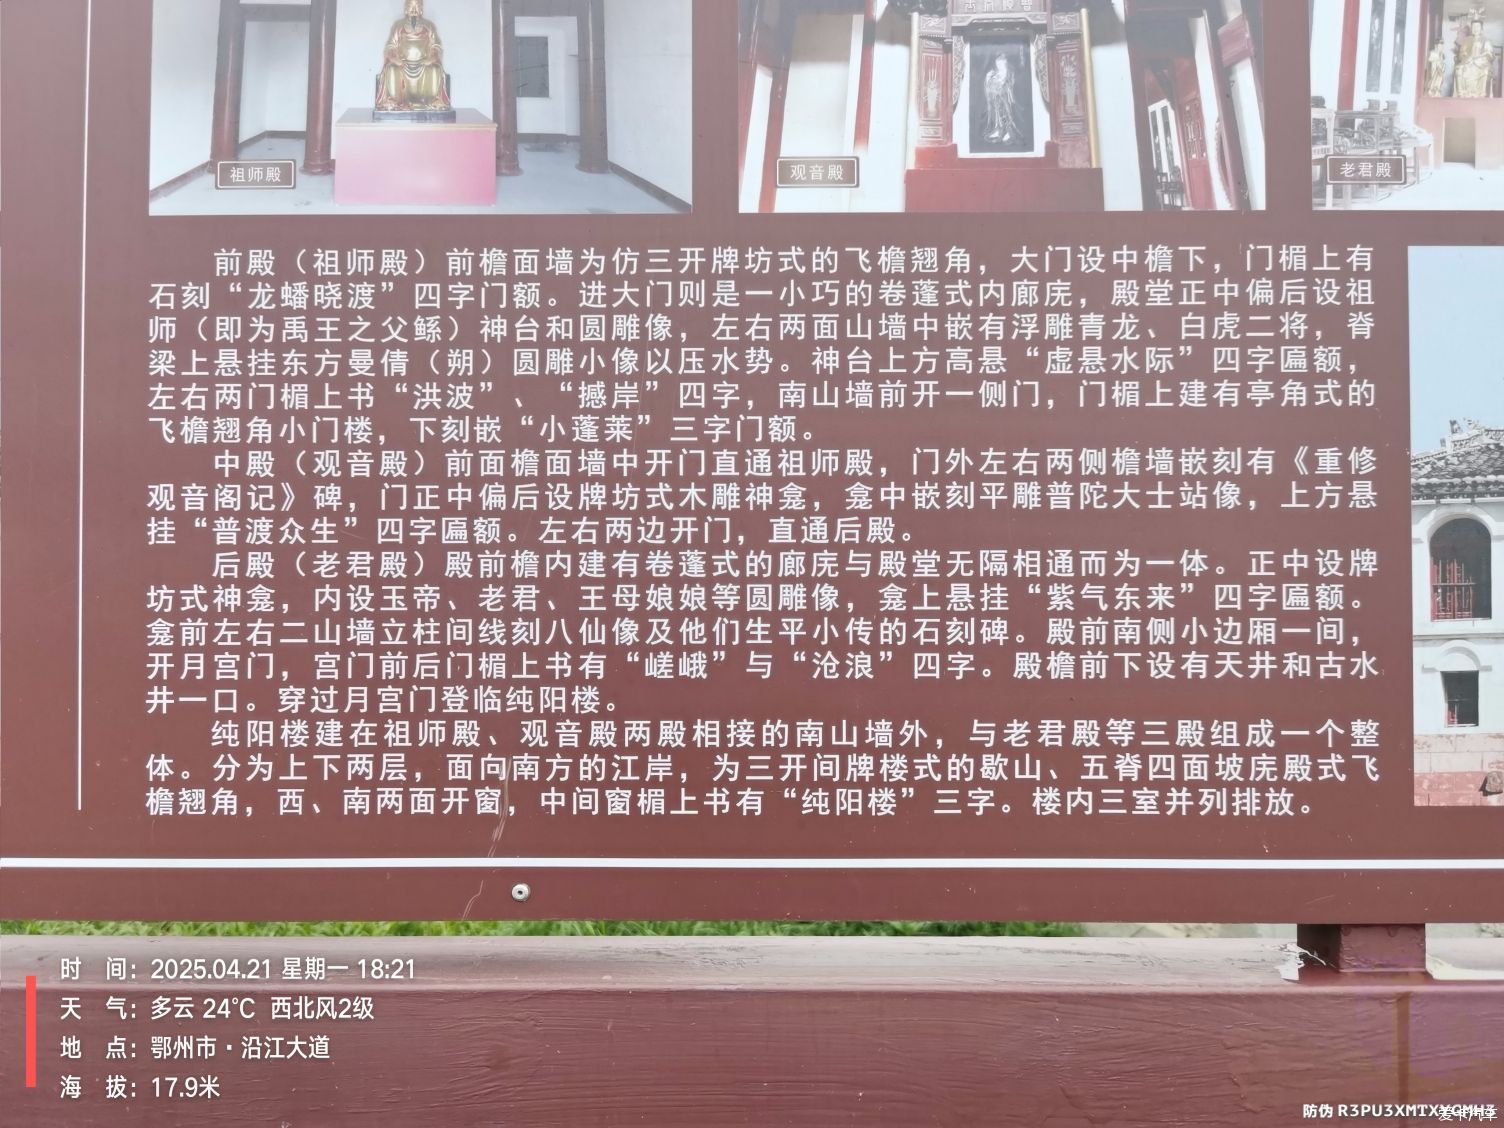 祖师殿
观音殿
老君殿
前殿（祖师殿）前檐面墙为仿三开牌坊式的飞檐翘角，大门设中檐下，门楣上有
石刻“龙蟠晓渡”四字门额。进大门则是一小巧的卷蓬式内廊庑，殿堂正中偏后设祖
师（即为禹王之父鲧）神台和圆雕像，左右两面山墙中嵌有浮雕青龙、白虎二将，脊
梁上悬挂东方曼倩（朔）圆雕小像以压水势。神台上方高悬“虚悬水际”四字匾额，
左右两门楣上书“洪波”、“撼岸”四字，南山墙前开一侧门，门楣上建有亭角式的
飞檐翘角小门楼，下刻嵌“小蓬莱”三字门额。
中殿（观音殿）前面檐面墙中开门直通祖师殿，门外左右两侧檐墙嵌刻有《重修
观音阁记》碑，门正中偏后设牌坊式木雕神龛，龛中嵌刻平雕普陀大士站像，上方悬
挂“普渡众生”四字匾额。左右两边开门，直通后殿。
后殿（老君殿）殿前檐内建有卷蓬式的廊庑与殿堂无隔相通而为一体。正中设牌
坊式神龛，内设玉帝、老君、王母娘娘等圆雕像，龛上悬挂“紫气东来”四字匾额。
龛前左右二山墙立柱间线刻八仙像及他们生平小传的石刻碑。殿前南侧小边厢一间，
开月宫门，宫门前后门楣上书有“嵯峨”与“沧浪”四字。殿檐前下设有天井和古水
井一口。穿过月宫门登临纯阳楼。
纯阳楼建在祖师殿、观音殿两殿相接的南山墙外，与老君殿等三殿组成一个整
体。分为上下两层，面向南方的江岸，为三开间牌楼式的歇山、五脊四面坡庑殿式飞
檐翘角，西、南两面开窗，中间窗楣上书有“纯阳楼”三字。楼内三室并列排放。
时 间：2025.04.21 星期一 18:21
天 气：多云 24℃ 西北风2级
地 点：鄂州市·沿江大道
海 拔：17.9米
防伪 R3PU3XMTXYGMH3
爱卡汽车